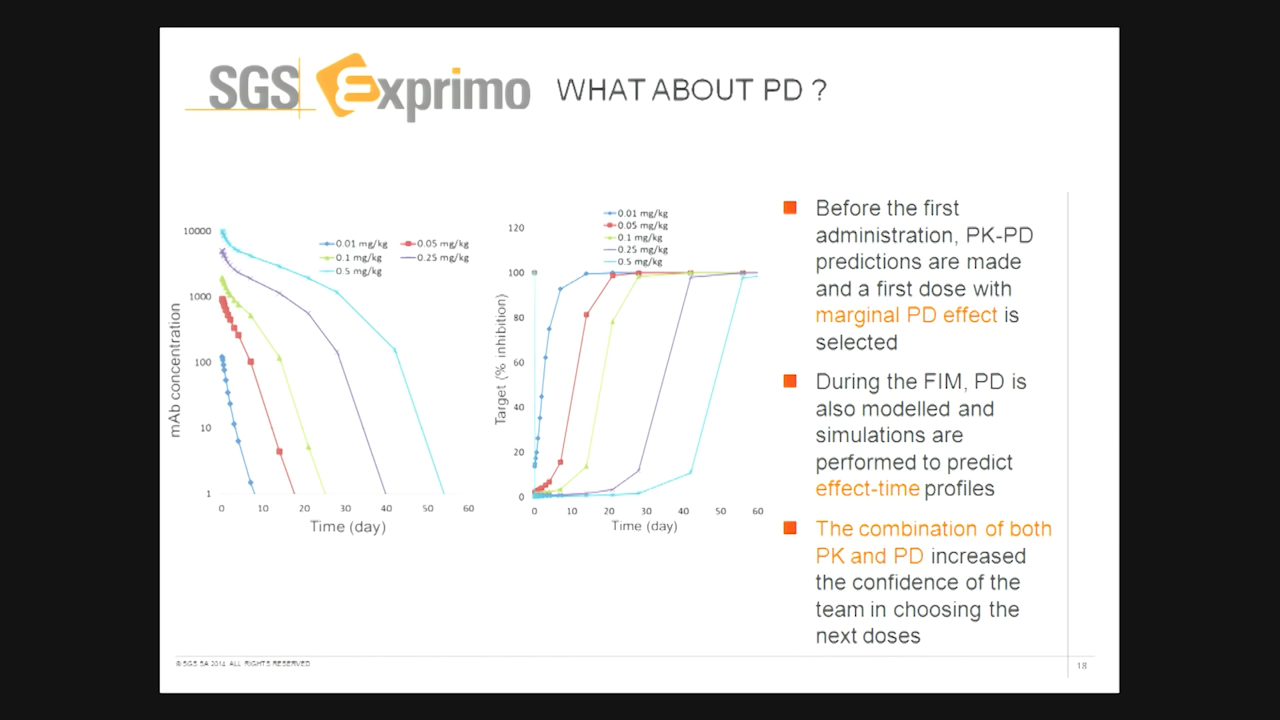 SGS Exprimo
WHAT ABOUT PD ?
10000
1000
100
10
1
mAb concentration
0.01 mg/kg
0.05 mg/kg
0.1 mg/kg
0.25 mg/kg
0.5 mg/kg
0 10 20 30 40 50 60
Time (day)
0.01 mg/kg
0.05 mg/kg
0.1 mg/kg
0.25 mg/kg
0.5 mg/kg
120
100
80
60
40
20
0
Target (% inhibition)
0 10 20 30 40 50 60
Time (day)
Before the first
administration, PK-PD
predictions are made
and a first dose with
marginal PD effect is
selected
During the FIM, PD is
also modelled and
simulations are
performed to predict
effect-time profiles
The combination of both
PK and PD increased
the confidence of the
team in choosing the
next doses
© SGS SA 2014. ALL RIGHTS RESERVED
18